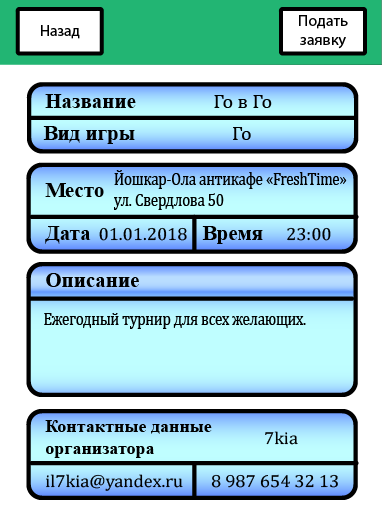 Назад
Подать
заявку
Название Го в Го
Вид игры Го
Место Йошкар-Ола антикафе «FreshTime»
ул. Свердлова 50
Дата 01.01.2018 Время 23:00
Описание
Ежегодный турнир для всех желающих.
Контактные данные
организатора 7kia
il7kia@yandex.ru 8 987 654 32 13